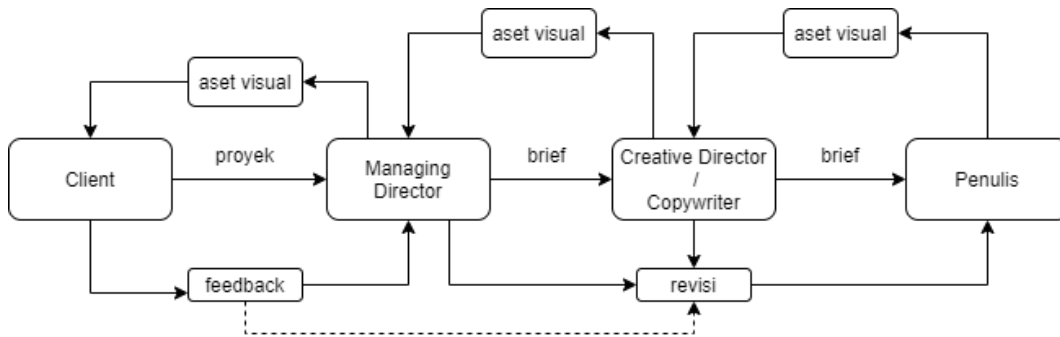 aset visual
aset visual
aset visual
Client
proyek
Managing
Director
brief
Creative Director
/
Copywriter
brief
Penulis
feedback
revisi